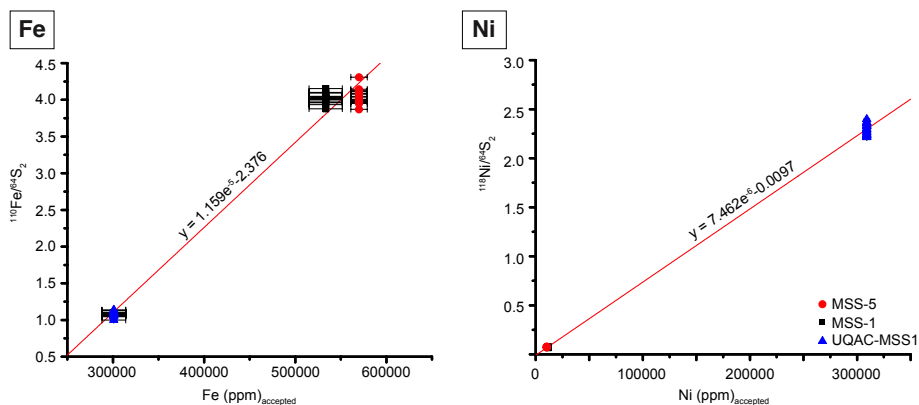 Fe
Ni
4.5
4.0
3.5
3.0
2.5
2.0
1.5
1.0
0.5
¹¹⁰Fe/⁶⁴S₂
y = 1.159e⁻⁵-2.376
300000 400000 500000 600000
Fe (ppm)accepted
3.0
2.5
2.0
1.5
1.0
0.5
¹¹⁸Ni/⁶⁴S₂
y = 7.462e⁻⁶-0.0097
MSS-5
MSS-1
UQAC-MSS1
0 100000 200000 300000
Ni (ppm)accepted